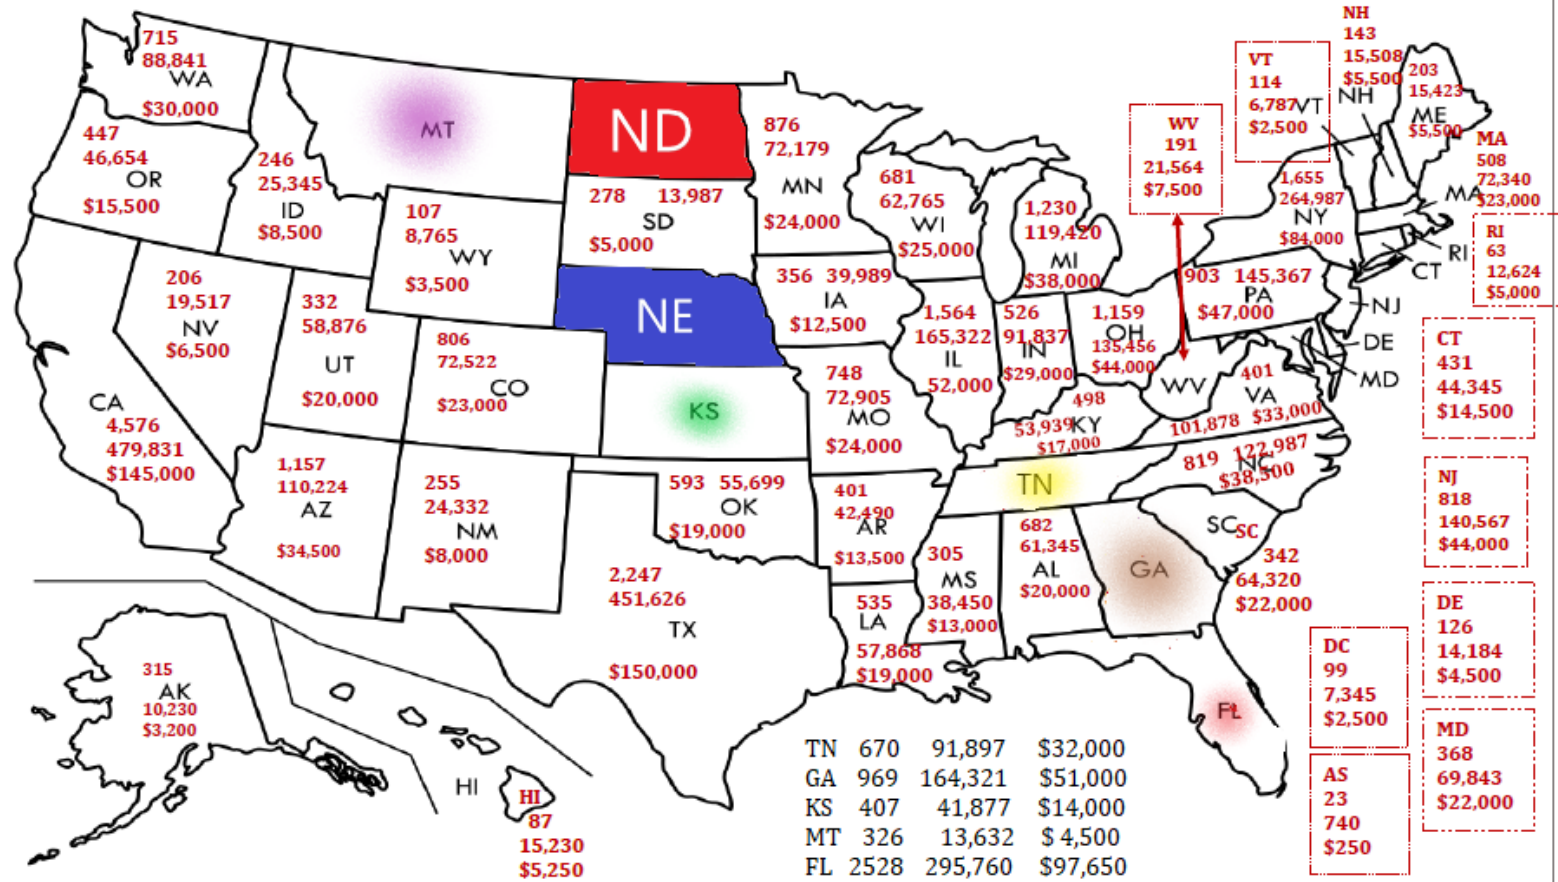 715
88,841
WA
$30,000
447
46,654
OR
$15,500
246
25,345
ID
$8,500
MT
ND
107
8,765
WY
$3,500
278 13,987
SD
$5,000
NE
206
19,517
NV
$6,500
332
58,876
UT
$20,000
806
72,522
CO
$23,000
KS
CA
4,576
479,831
$145,000
1,157
110,224
AZ
$34,500
255
24,332
NM
$8,000
593 55,699
OK
$19,000
2,247
451,626
TX
$150,000
876
72,179
MN
$24,000
681
62,765
WI
$25,000
1,230
119,420
MI
$38,000
356 39,989
IA
$12,500
1,564
165,322
IL
52,000
526
91,837
IN
$29,000
1,159
OH
135,456
$44,000
748
72,905
MO
$24,000
498
53,939 KY
$17,000
401
42,490
AR
$13,500
TN
305
MS
38,450
$13,000
682
61,345
AL
$20,000
GA
535
LA
57,868
$19,000
FL
SC SC
342
64,320
$22,000
819 122,987
NC
$38,500
401
VA
101,878 $33,000
WV
WV
191
21,564
$7,500
903 145,367
PA
$47,000
1,655
264,987
NY
$84,000
VT
114
6,787 VT
$2,500
NH
143
15,508
$5,500
NH
203
15,423
ME
$5,500
MA
508
72,340
MA
$23,000
RI
63
12,624
$5,000
RI
CT
NJ
DE
MD
CT
431
44,345
$14,500
NJ
818
140,567
$44,000
DE
126
14,184
$4,500
MD
368
69,843
$22,000
DC
99
7,345
$2,500
AS
23
740
$250
315
AK
10,230
$3,200
HI
HI
87
15,230
$5,250
TN 670 91,897 $32,000
GA 969 164,321 $51,000
KS 407 41,877 $14,000
MT 326 13,632 $ 4,500
FL 2528 295,760 $97,650